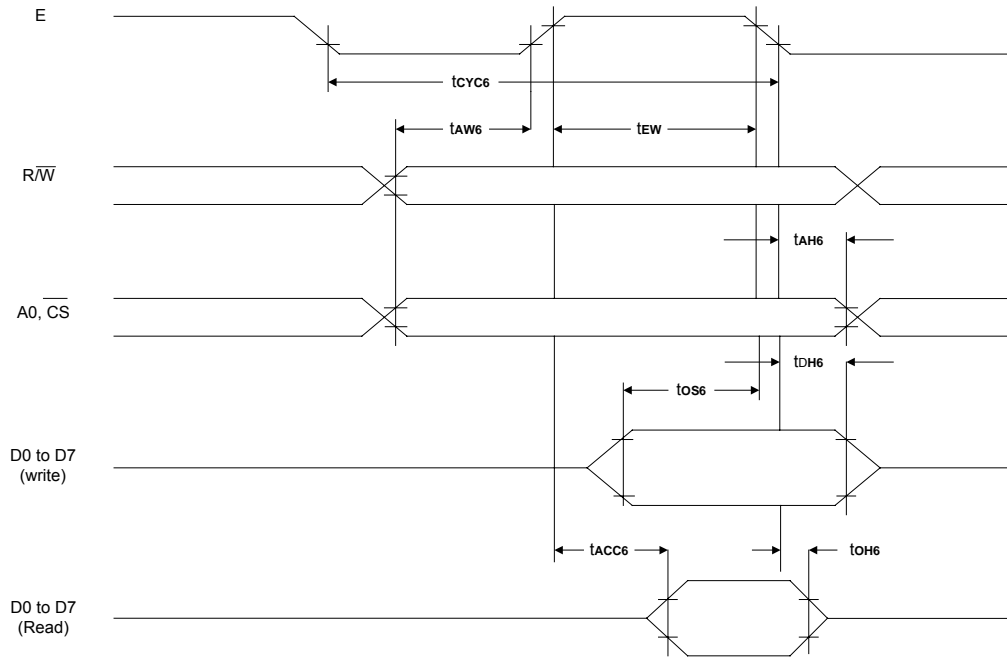 E
tCYC6
tAW6
tEW
R/W
tAH6
A0, CS
tDH6
tOS6
D0 to D7
(write)
tACC6
tOH6
D0 to D7
(Read)